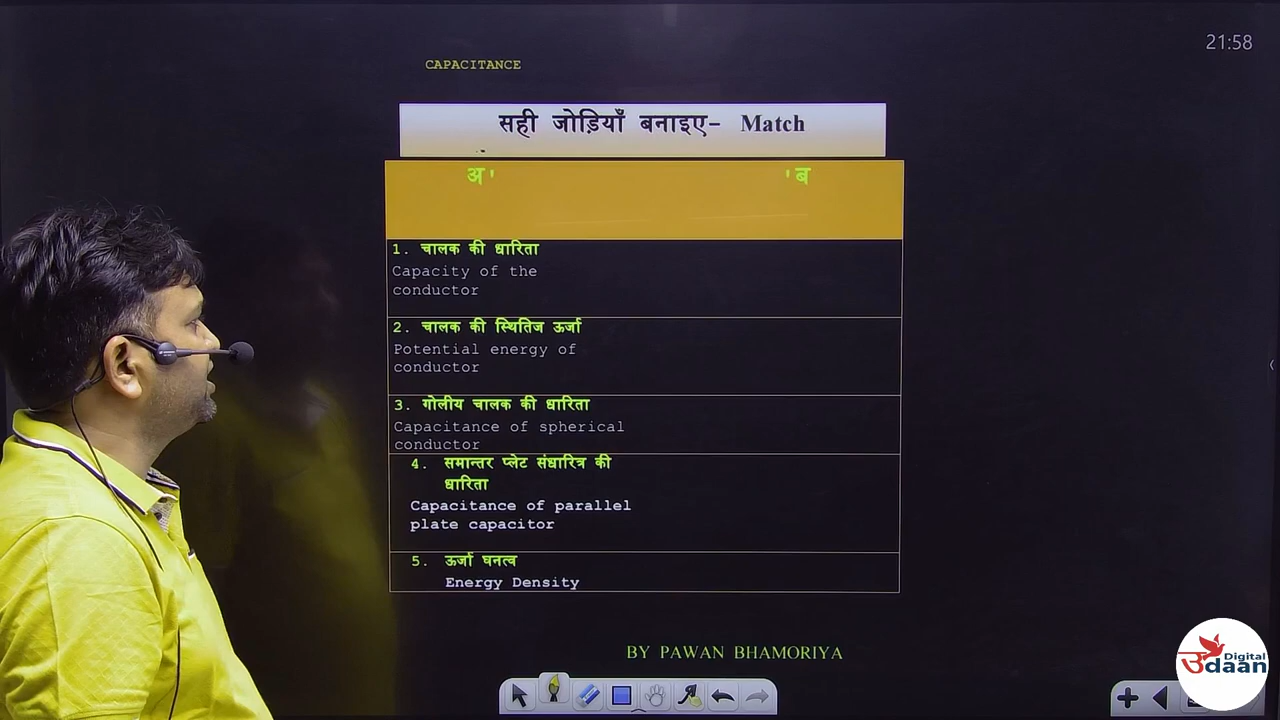 21:58
CAPACITANCE
सही जोड़ियाँ बनाइए- Match
अ' 'ब
1. चालक की धारिता
Capacity of the
conductor
2. चालक की स्थितिज ऊर्जा
Potential energy of
conductor
3. गोलीय चालक की धारिता
Capacitance of spherical
conductor
4. समान्तर प्लेट संधारित्र की
धारिता
Capacitance of parallel
plate capacitor
5. ऊर्जा घनत्व
Energy Density
BY PAWAN BHAMORIYA
Digital
उdaan